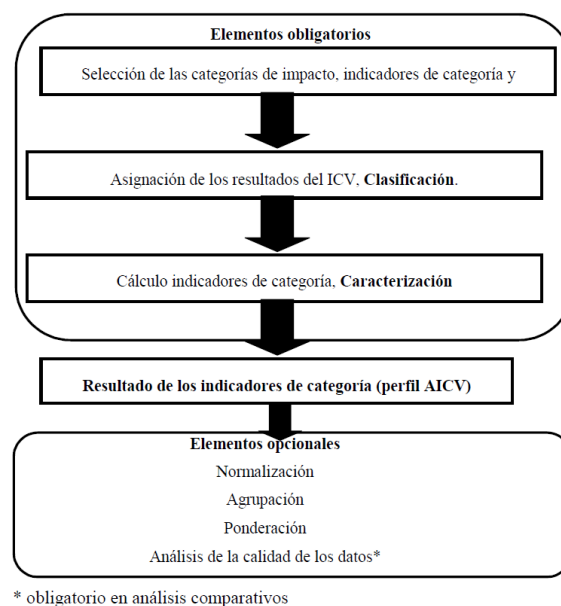 Elementos obligatorios
Selección de las categorías de impacto, indicadores de categoría y
Asignación de los resultados del ICV, Clasificación.
Cálculo indicadores de categoría, Caracterización
Resultado de los indicadores de categoría (perfil AICV)
Elementos opcionales
Normalización
Agrupación
Ponderación
Análisis de la calidad de los datos*
* obligatorio en análisis comparativos